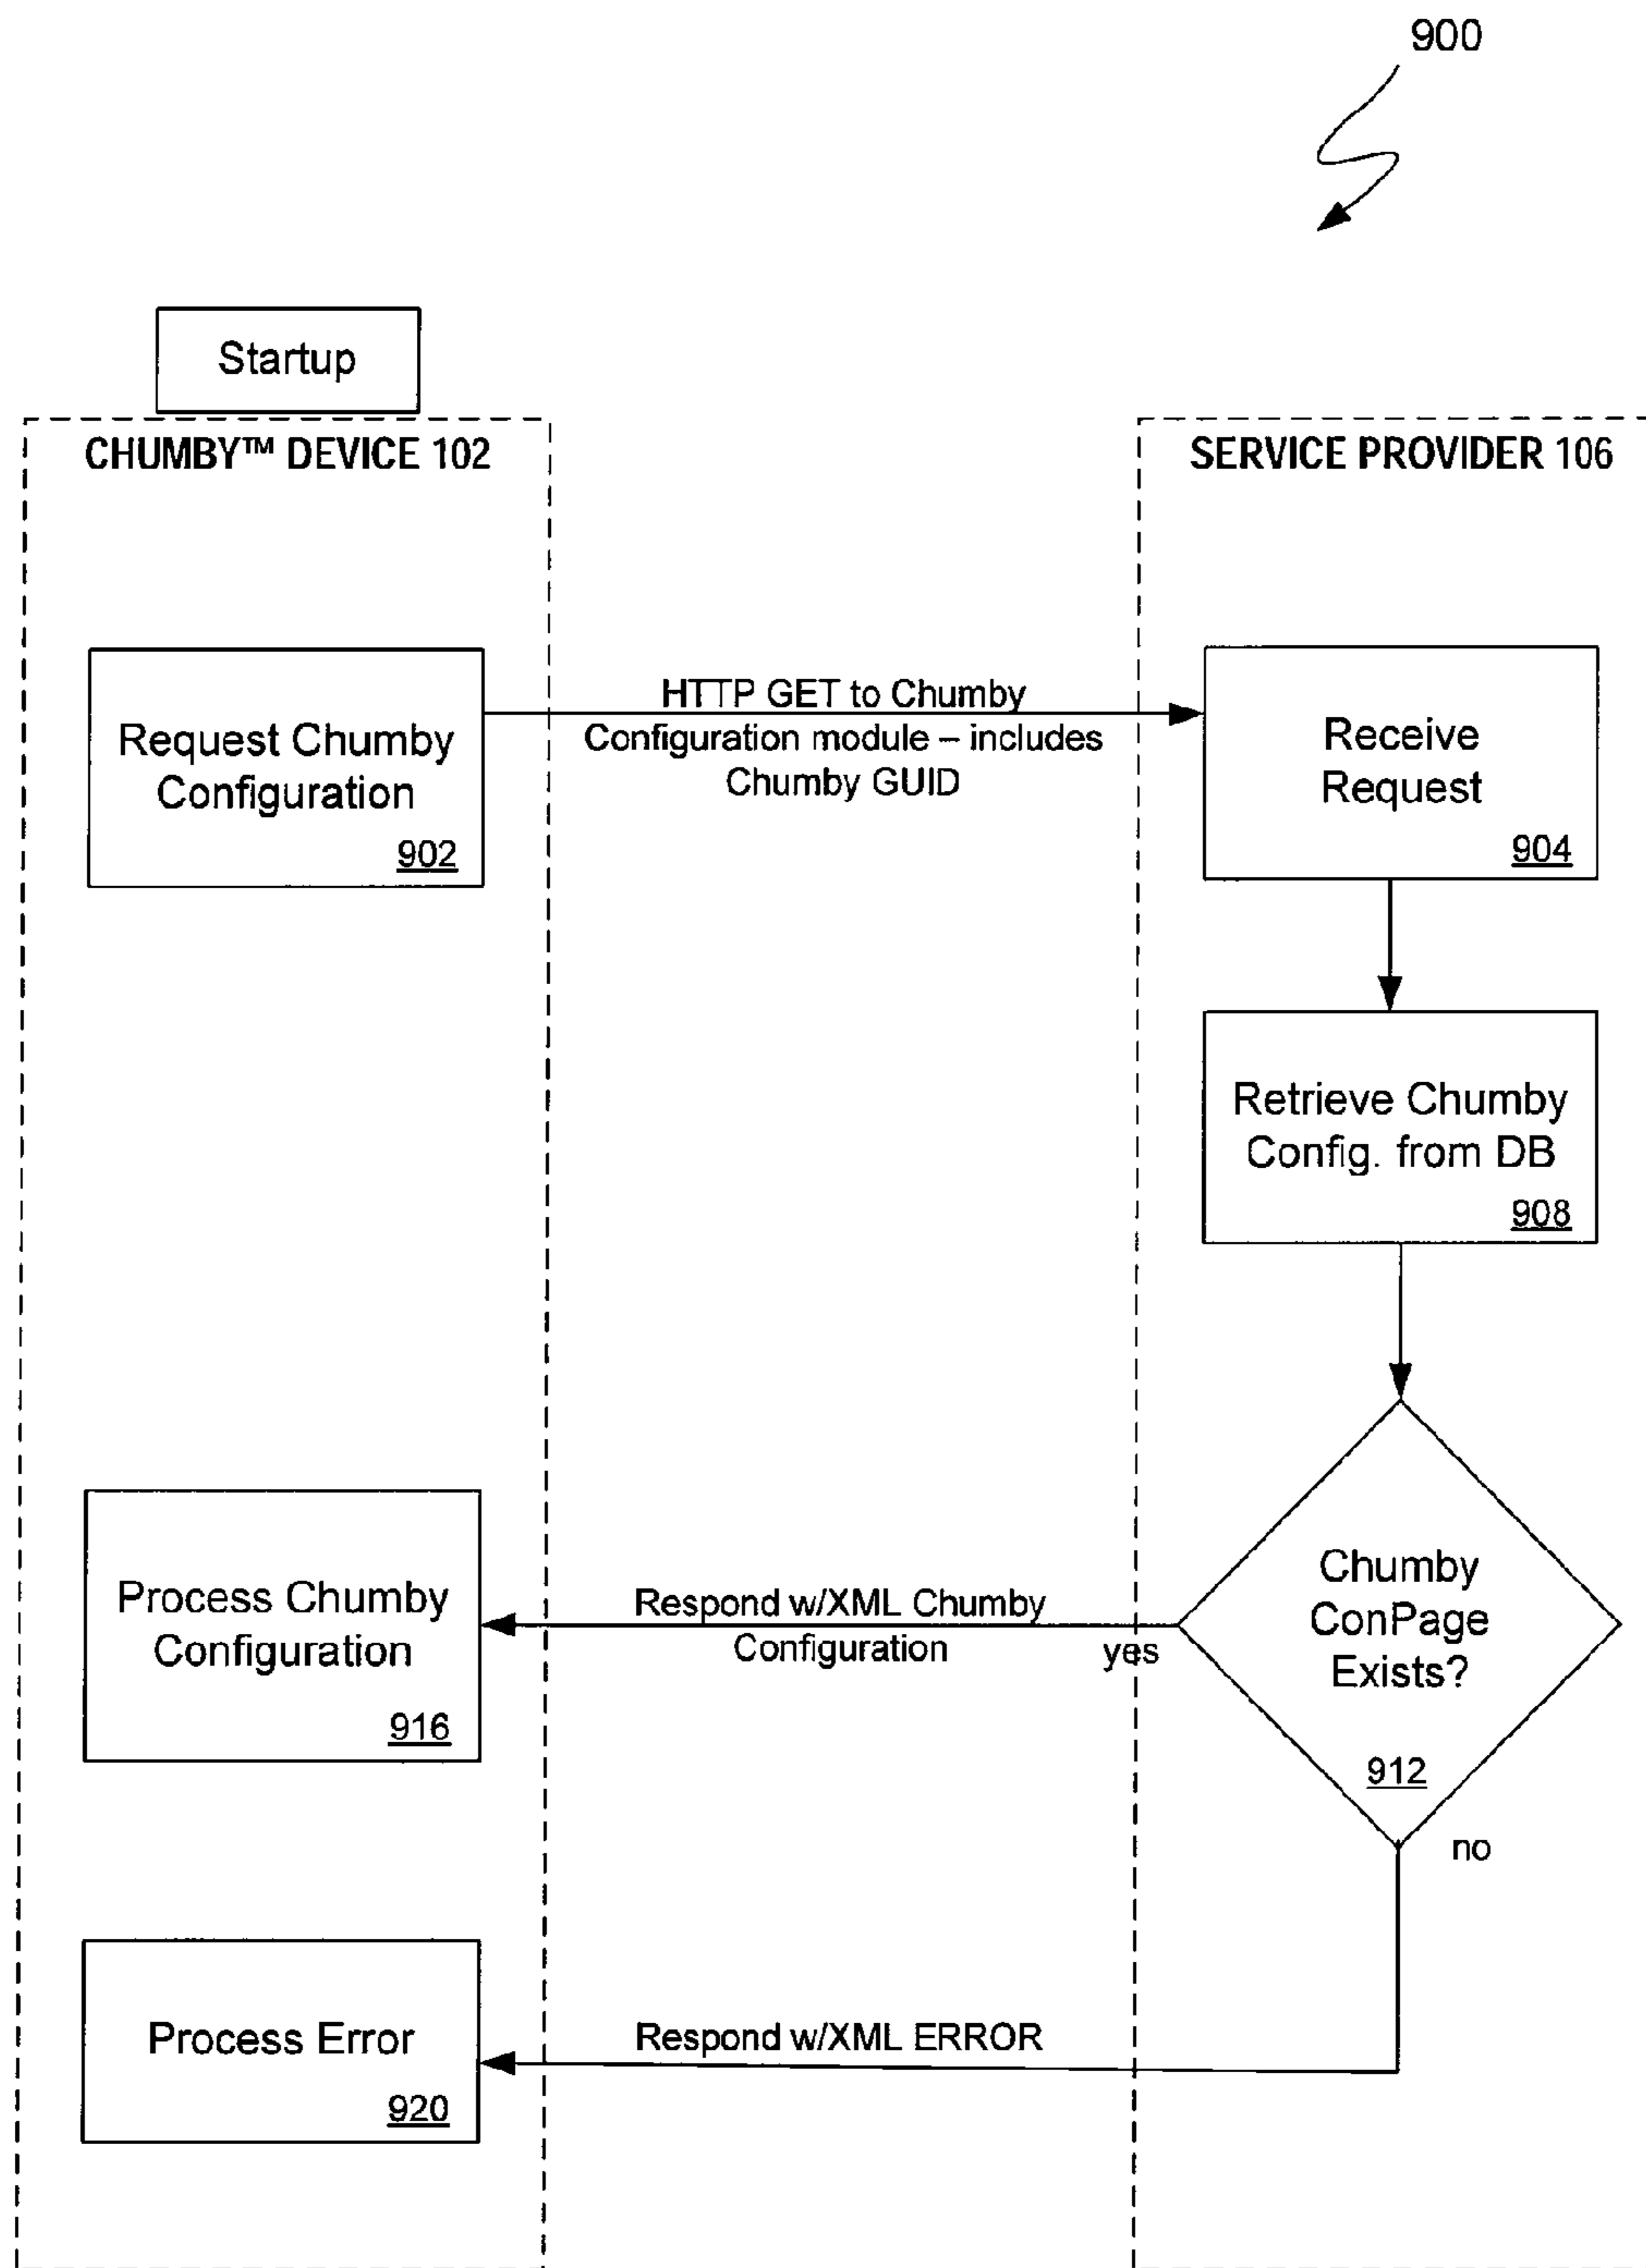 900
Startup
CHUMBY™ DEVICE 102
SERVICE PROVIDER 106
Request Chumby
Configuration
902
HTTP GET to Chumby
Configuration module – includes
Chumby GUID
Receive
Request
904
Retrieve Chumby
Config. from DB
908
Chumby
ConPage
Exists?
912
yes
Respond w/XML Chumby
Configuration
Process Chumby
Configuration
916
no
Respond w/XML ERROR
Process Error
920